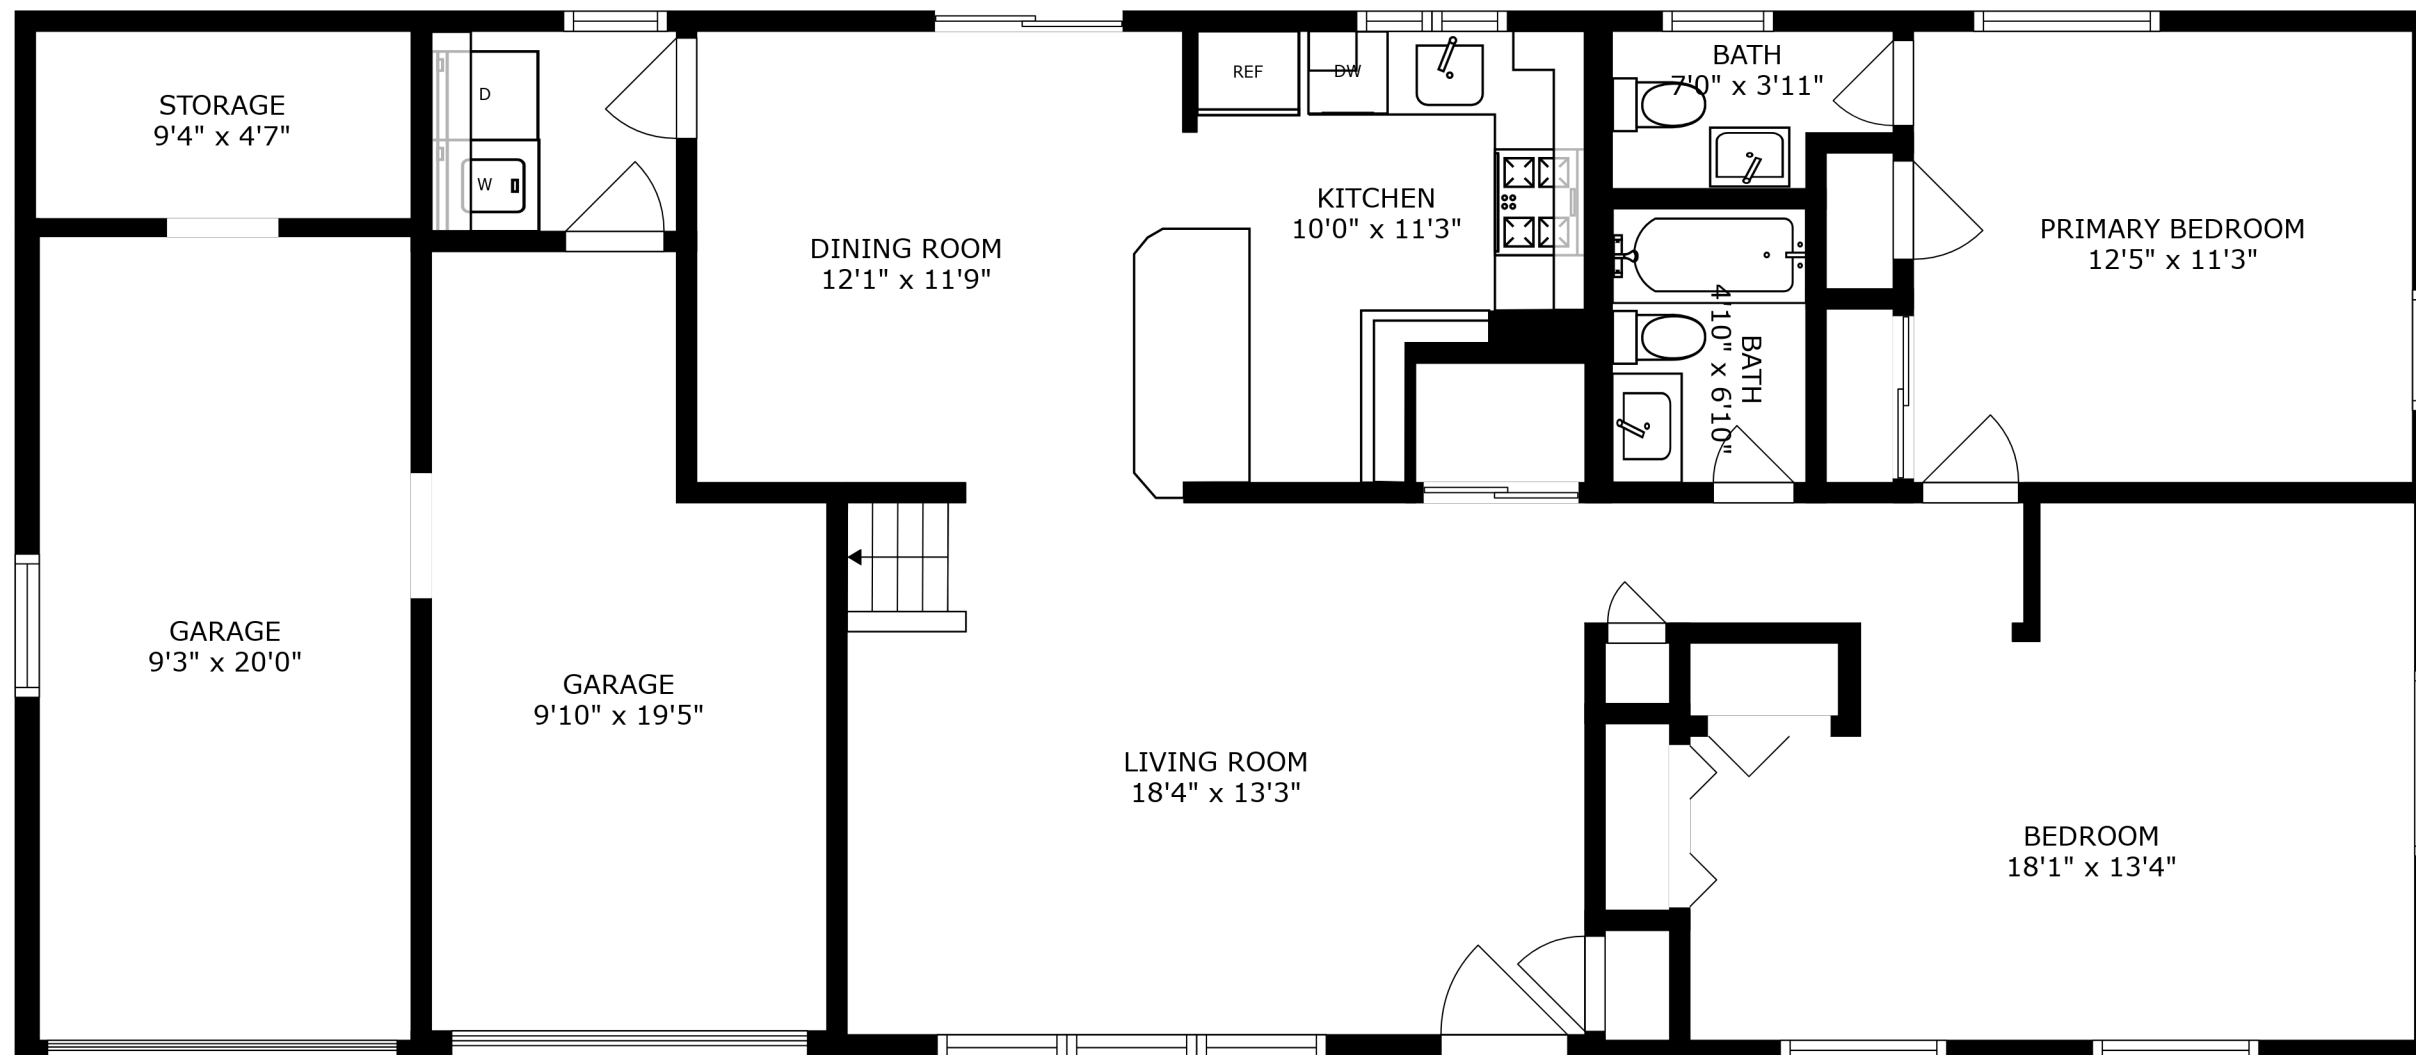 STORAGE
9'4" x 4'7"
D
W
DINING ROOM
12'1" x 11'9"
REF
DW
KITCHEN
10'0" x 11'3"
BATH
7'0" x 3'11"
BATH
4'10" x 6'10"
PRIMARY BEDROOM
12'5" x 11'3"
GARAGE
9'3" x 20'0"
GARAGE
9'10" x 19'5"
LIVING ROOM
18'4" x 13'3"
BEDROOM
18'1" x 13'4"